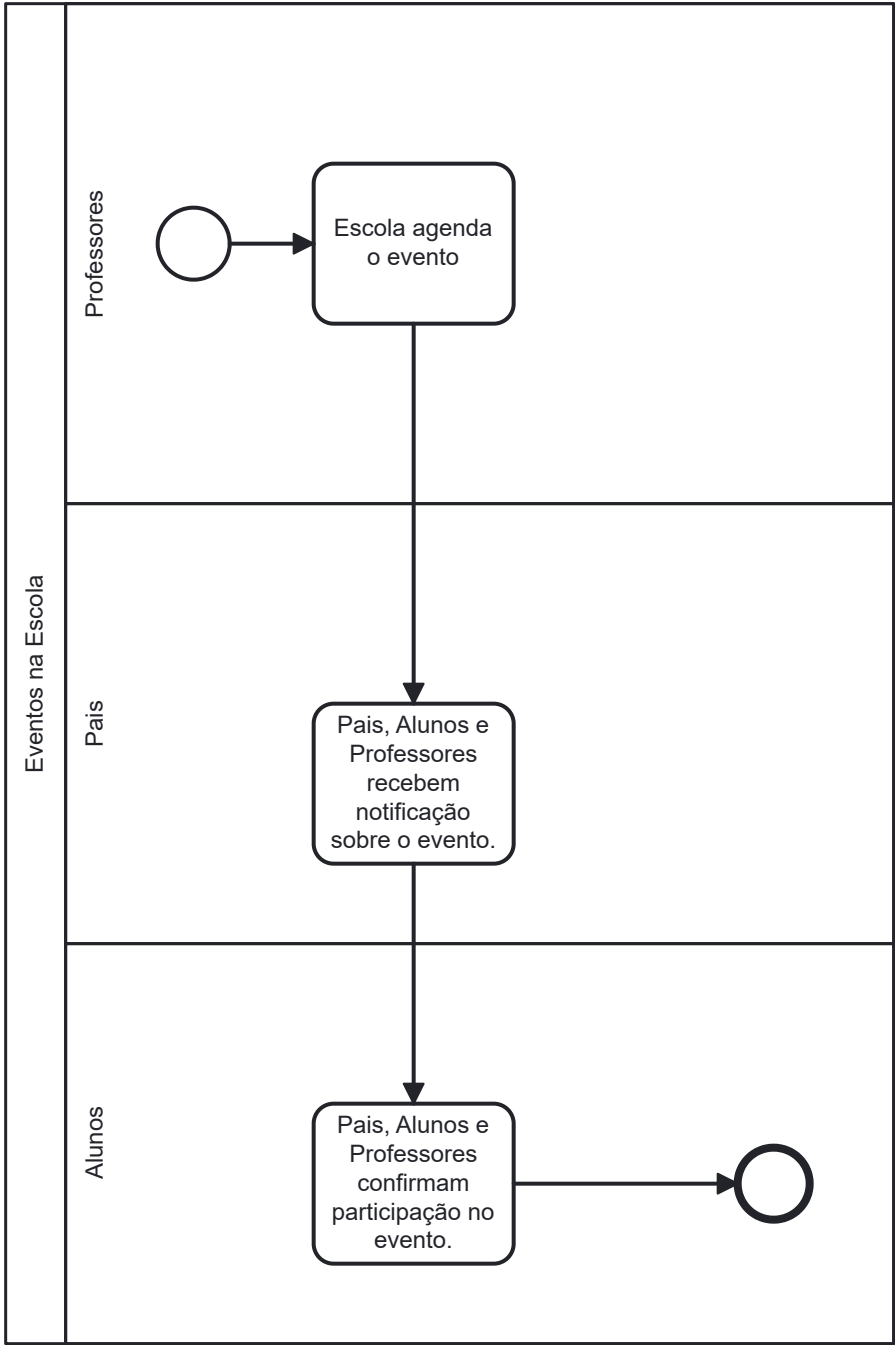 Eventos na Escola
Professores
Escola agenda
o evento
Pais
Pais, Alunos e
Professores
recebem
notificação
sobre o evento.
Alunos
Pais, Alunos e
Professores
confirmam
participação no
evento.